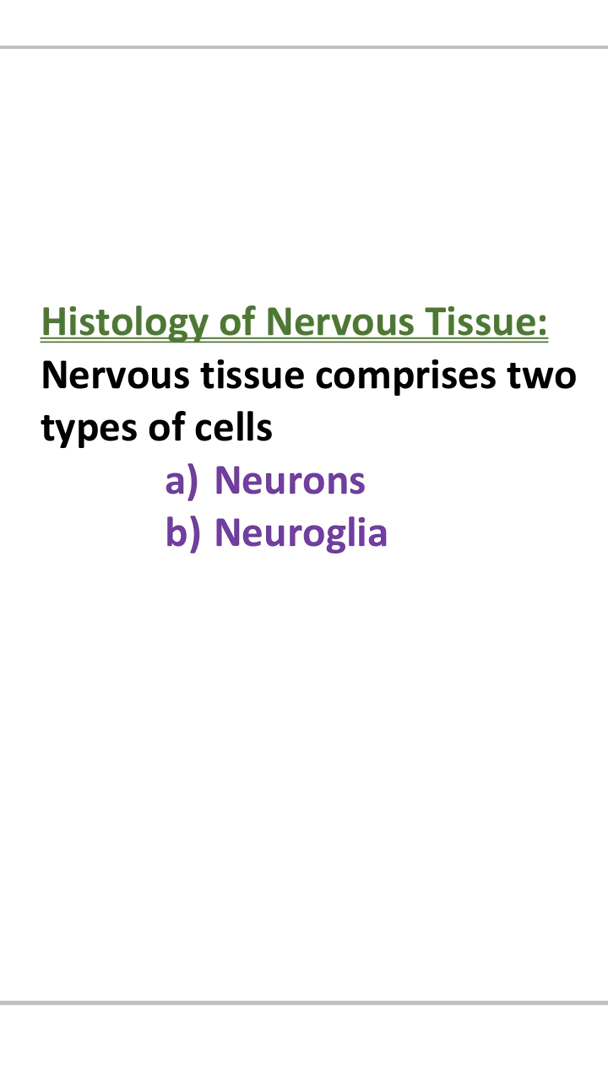 Histology of Nervous Tissue:
Nervous tissue comprises two
types of cells
a) Neurons
b) Neuroglia